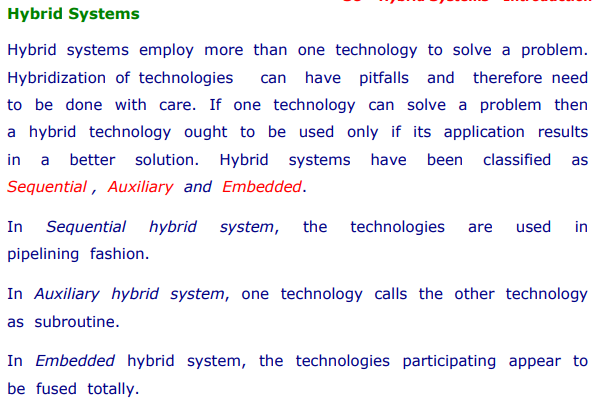 Hybrid Systems
Hybrid systems employ more than one technology to solve a problem.
Hybridization of technologies can have pitfalls and therefore need
to be done with care. If one technology can solve a problem then
a hybrid technology ought to be used only if its application results
in a better solution. Hybrid systems have been classified as
Sequential , Auxiliary and Embedded.
In Sequential hybrid system, the technologies are used in
pipelining fashion.
In Auxiliary hybrid system, one technology calls the other technology
as subroutine.
In Embedded hybrid system, the technologies participating appear to
be fused totally.